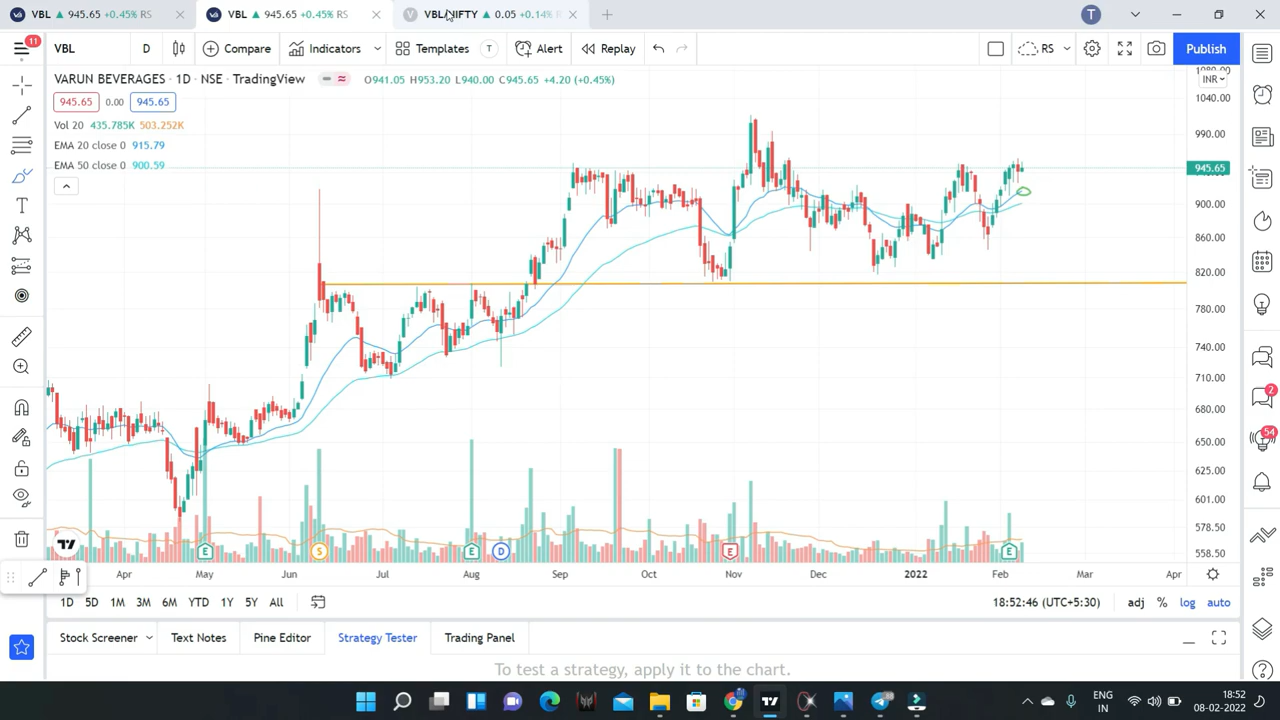 VBL ▲ 945.65 +0.45% RS
VBL ▲ 945.65 +0.45% RS
V VBL/NIFTY ▲ 0.05 +0.14%
T
11
VBL
D
Compare
Indicators
Templates
T
Alert
Replay
RS
Publish
VARUN BEVERAGES · 1D · NSE · TradingView
O941.05 H953.20 L940.00 C945.65 +4.20 (+0.45%)
945.65 0.00 945.65
Vol 20 435.785K 503.252K
EMA 20 close 0 915.79
EMA 50 close 0 900.59
INR
1040.00
990.00
945.65
900.00
860.00
820.00
780.00
740.00
710.00
680.00
650.00
625.00
601.00
578.50
558.50
2
54
E S E D E E
Apr May Jun Jul Aug Sep Oct Nov Dec 2022 Feb Mar Apr
1D 5D 1M 3M 6M YTD 1Y 5Y All
18:52:46 (UTC+5:30) adj % log auto
Stock Screener Text Notes Pine Editor Strategy Tester Trading Panel
To test a strategy, apply it to the chart.
ENG
IN
18:52
08-02-2022